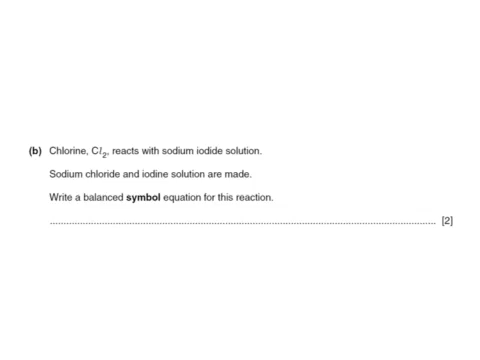 (b) Chlorine, Cl2, reacts with sodium iodide solution.
Sodium chloride and iodine solution are made.
Write a balanced symbol equation for this reaction.
.......................................................................................................................................... [2]